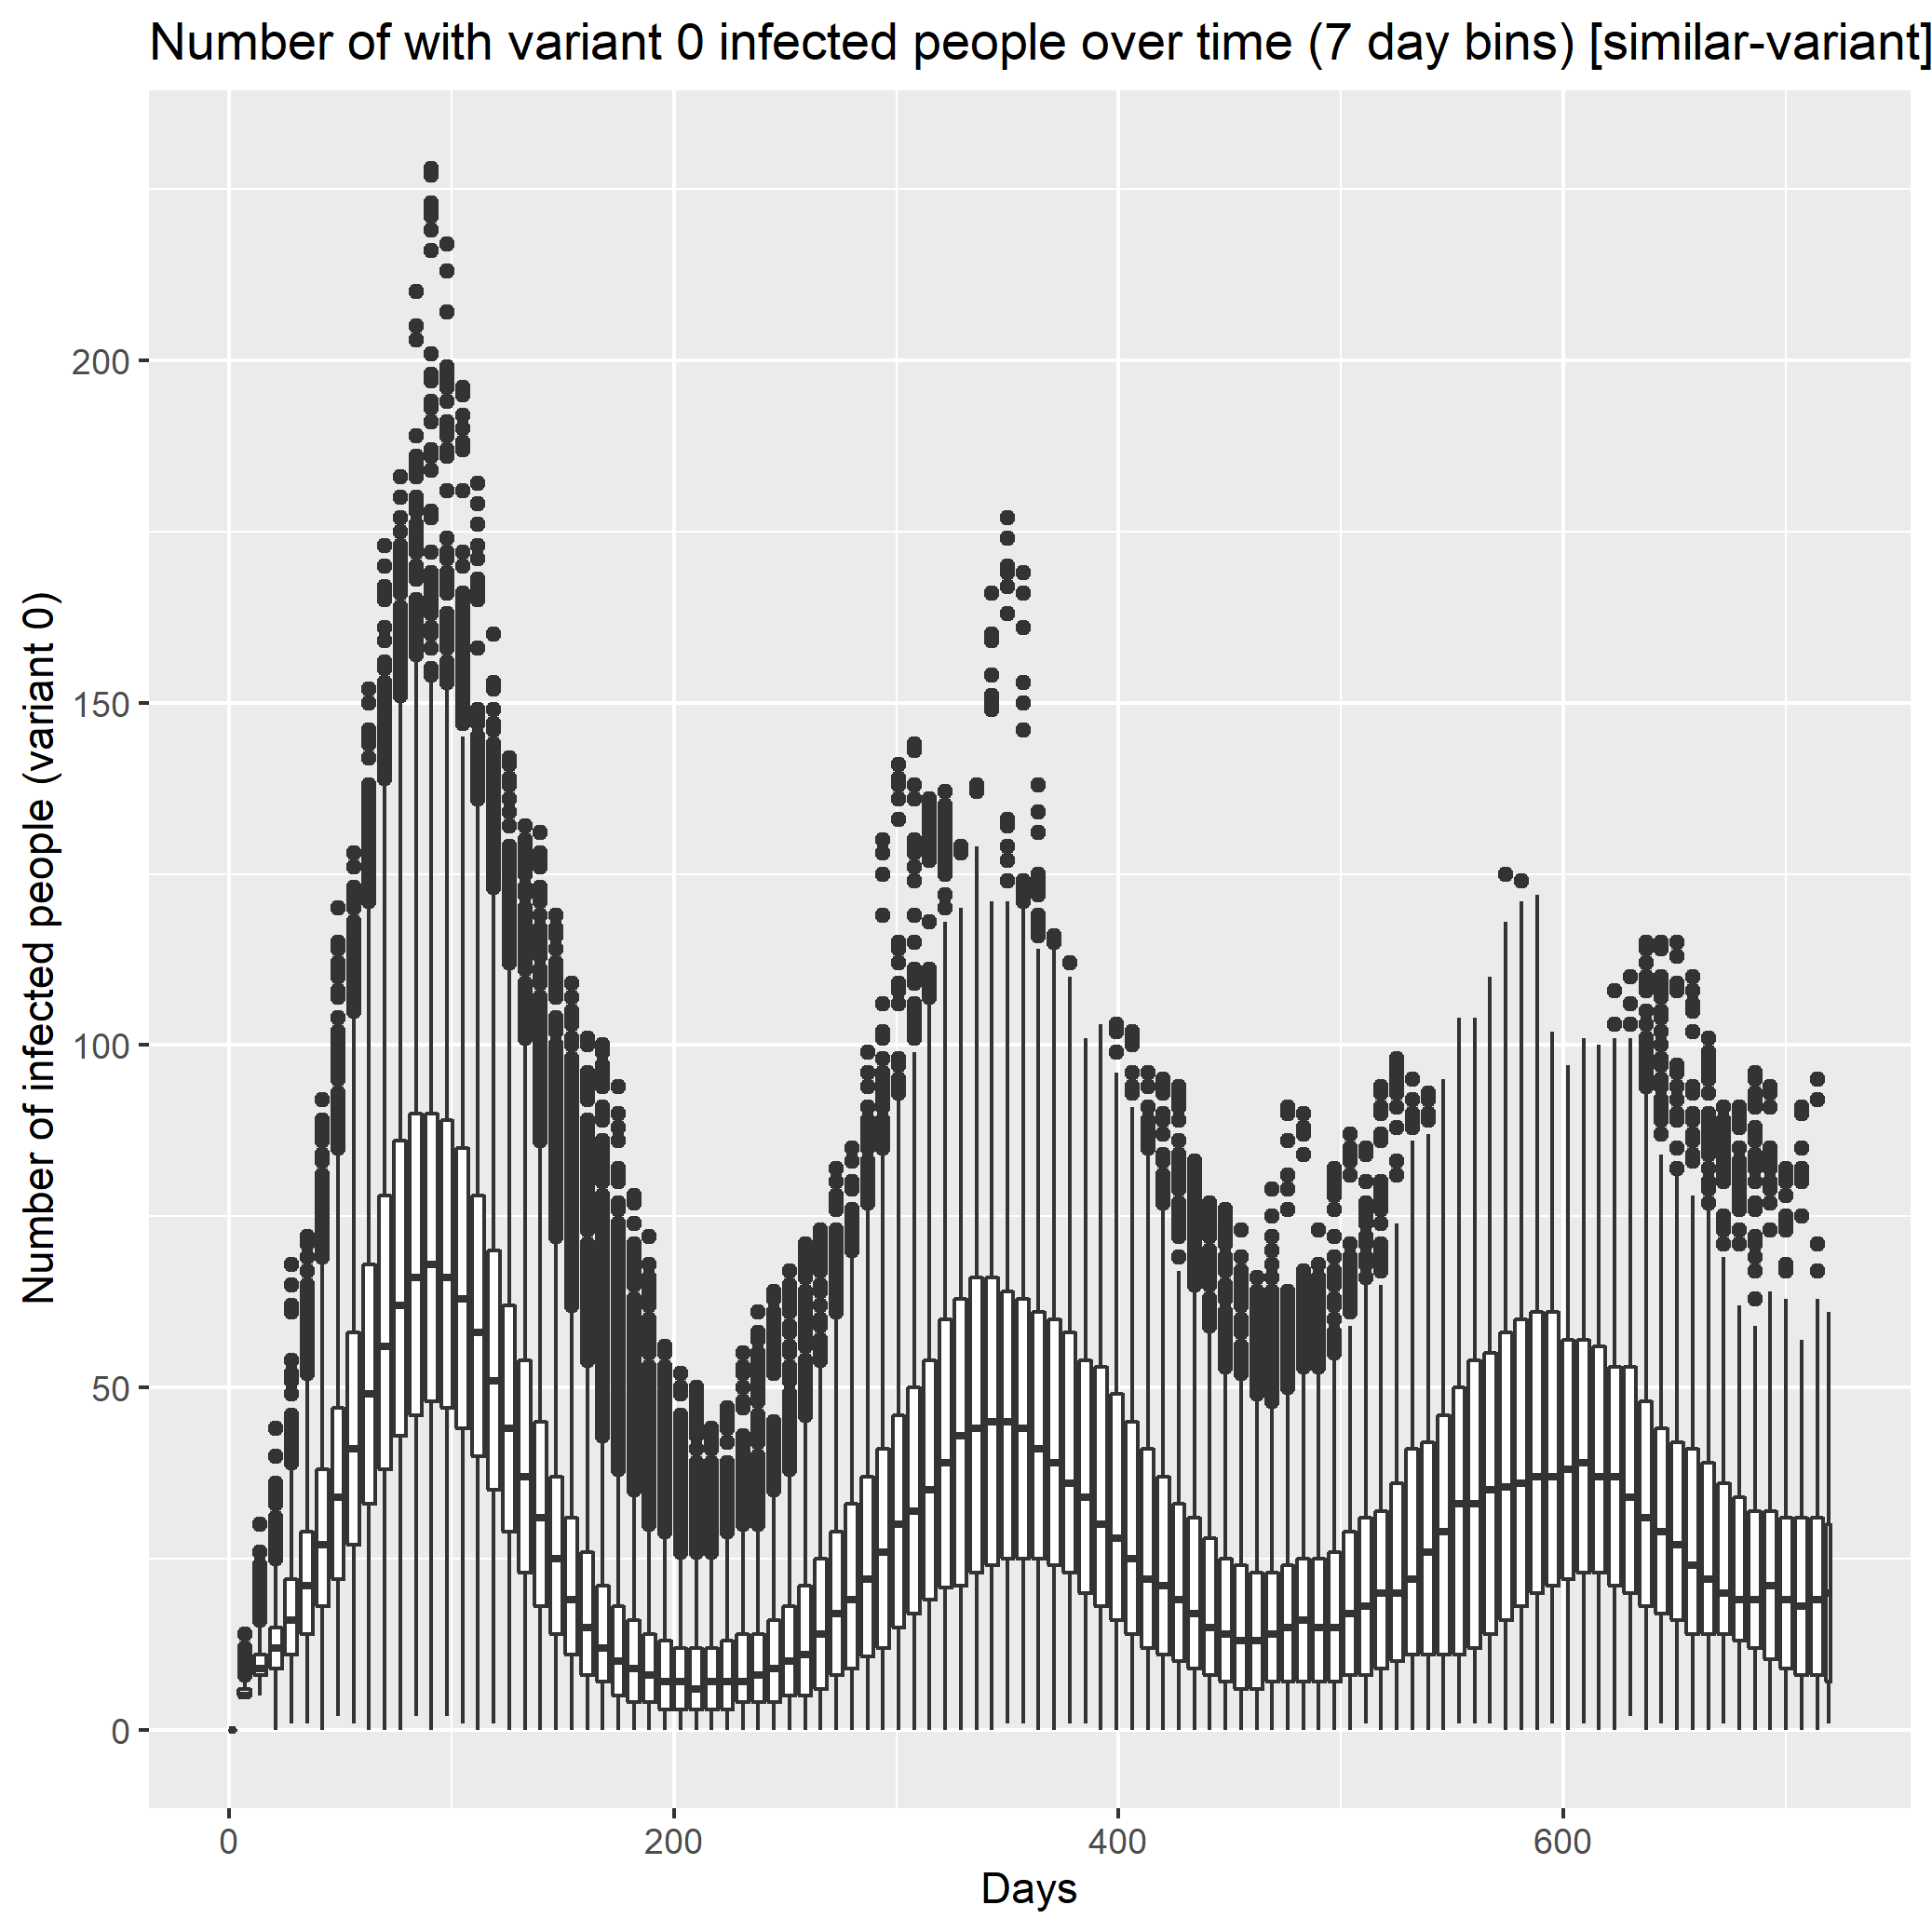 Number of with variant 0 infected people over time (7 day bins) [similar-variant]
Number of infected people (variant 0)
200
150
100
50
0
0 200 400 600
Days